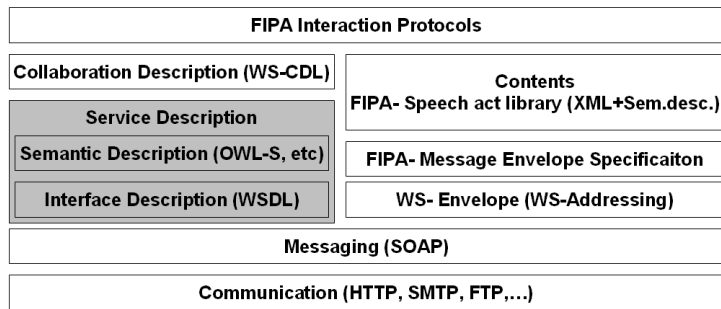 FIPA Interaction Protocols
Collaboration Description (WS-CDL)
Contents
FIPA- Speech act library (XML+Sem.desc.)
Service Description
Semantic Description (OWL-S, etc)
FIPA- Message Envelope Specificaiton
Interface Description (WSDL)
WS- Envelope (WS-Addressing)
Messaging (SOAP)
Communication (HTTP, SMTP, FTP,...)